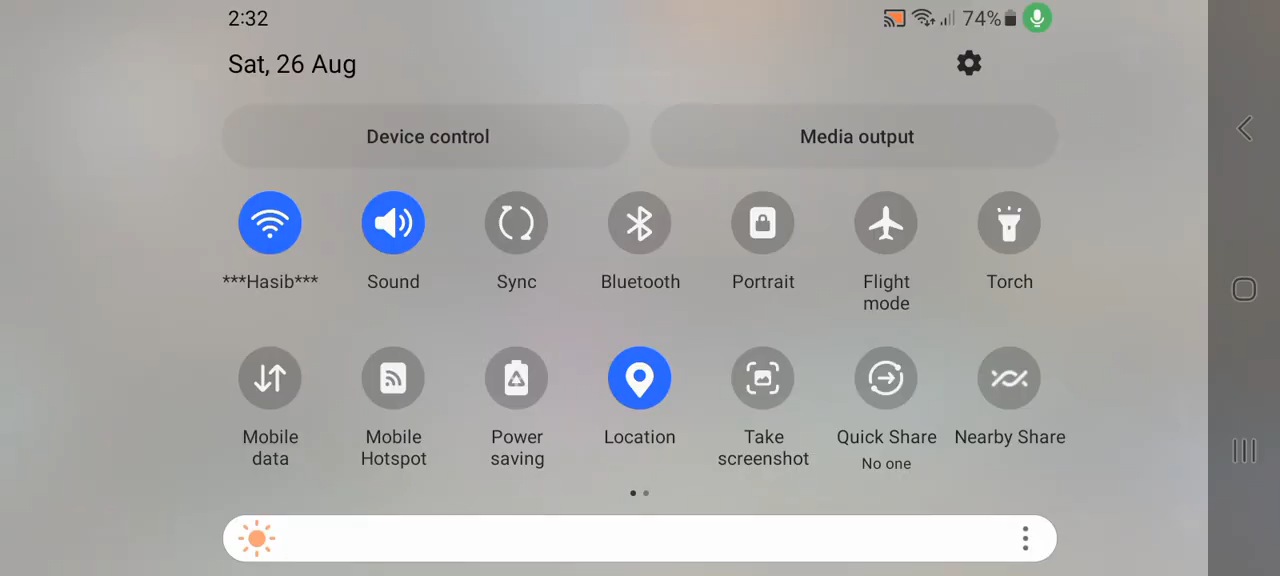 2:32
74%
Sat, 26 Aug
Device control
Media output
***Hasib***
Sound
Sync
Bluetooth
Portrait
Flight
mode
Torch
Mobile
data
Mobile
Hotspot
Power
saving
Location
Take
screenshot
Quick Share
No one
Nearby Share